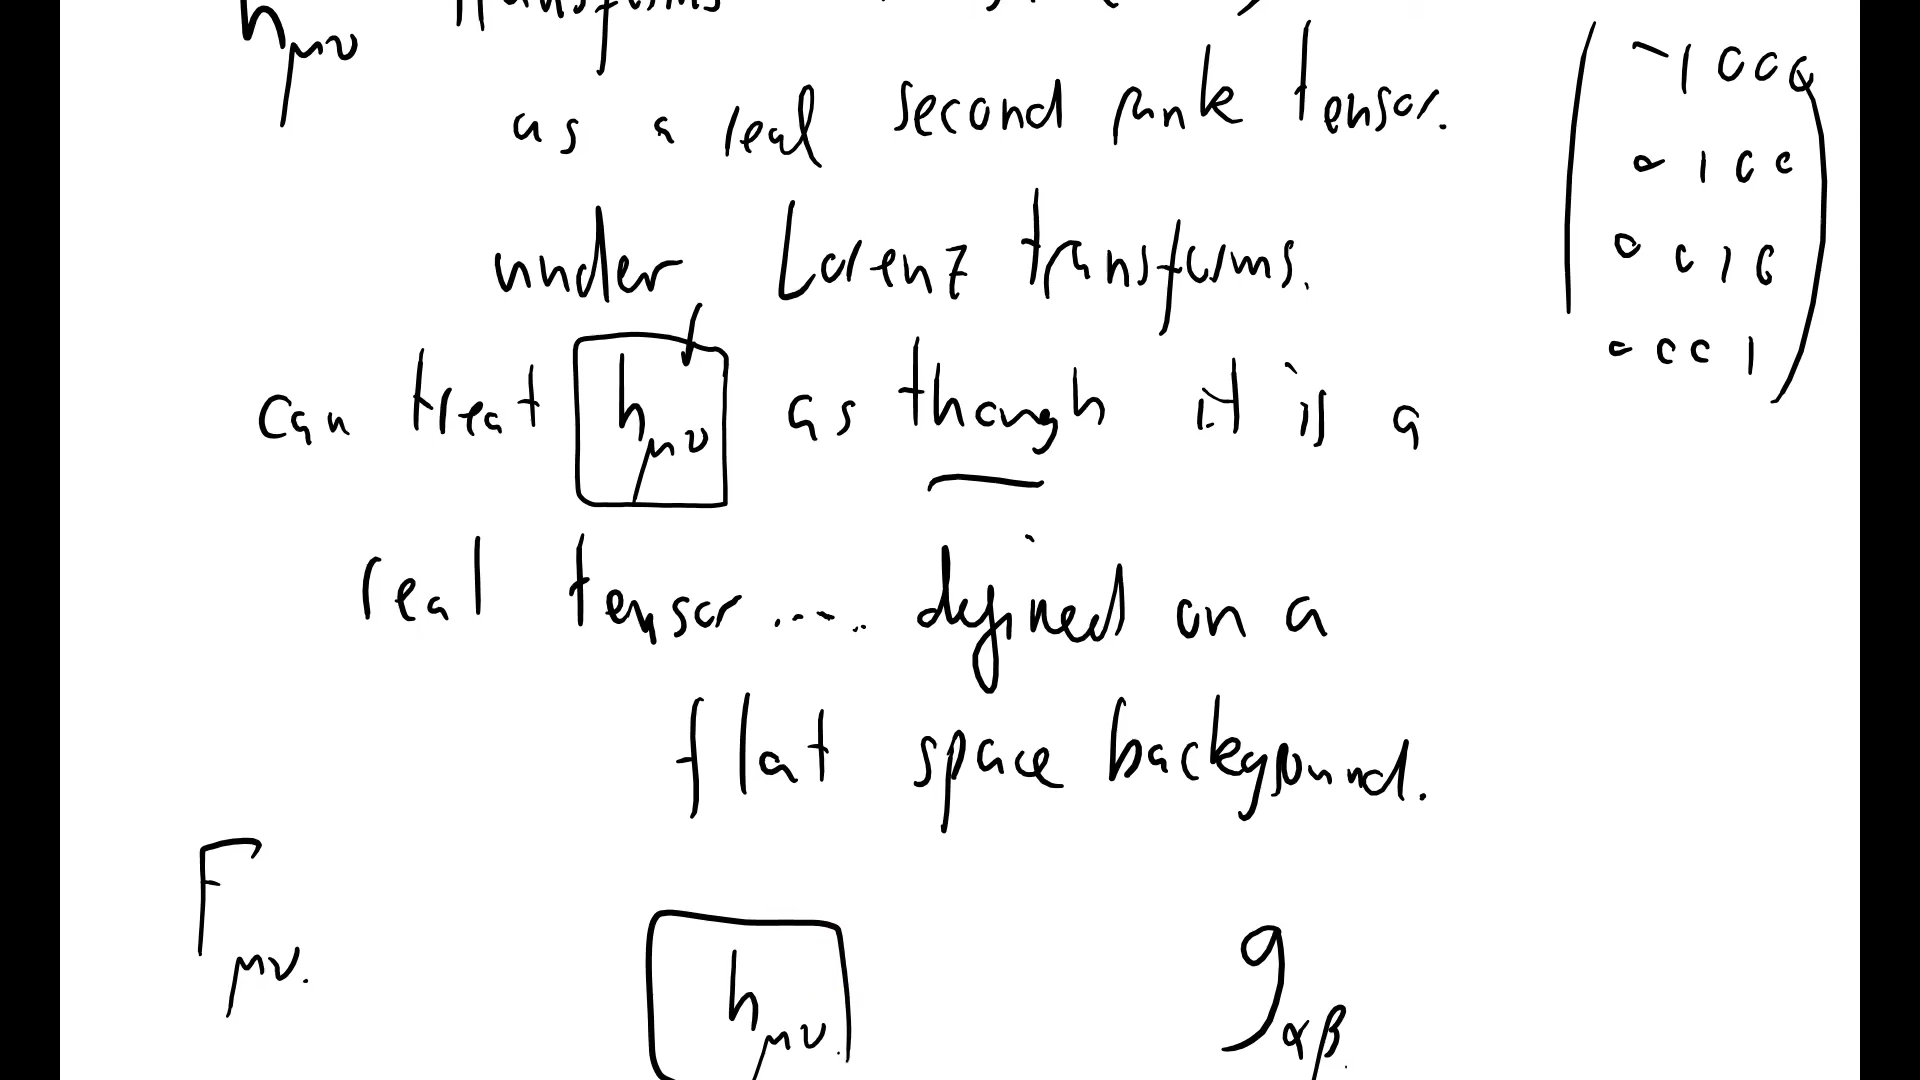 h_μν transforms
as a real second rank tensor.
under Lorenz transforms.
can treat h_μν as though it is a
real tensor.... defined on a
flat space background.
F_μν.
h_μν.
g_αβ.
-1 0 0 0
0 1 0 0
0 0 1 0
0 0 0 1